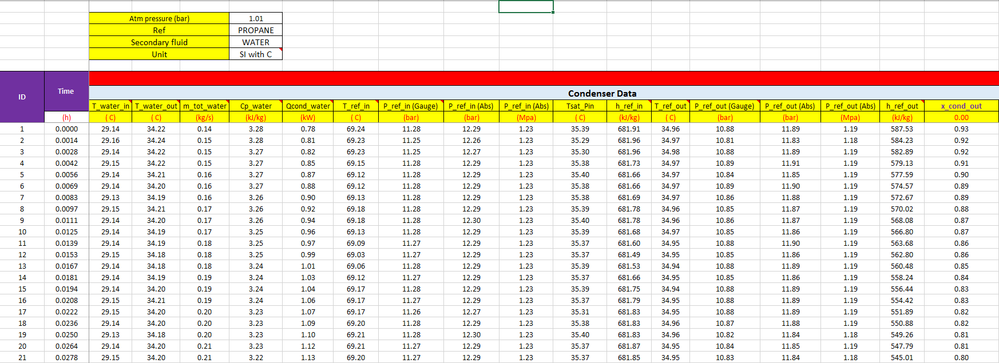 Atm pressure (bar) 1.01
Ref PROPANE
Secondary fluid WATER
Unit SI with C
ID Time
Condenser Data
T_water_in T_water_out m_tot_water Cp_water Qcond_water T_ref_in P_ref_in (Gauge) P_ref_in (Abs) P_ref_in (Abs) Tsat_Pin h_ref_in T_ref_out P_ref_out (Gauge) P_ref_out (Abs) P_ref_out (Abs) h_ref_out x_cond_out
(h) ( C) ( C) (kg/s) (kJ/kg) (kW) ( C) (bar) (bar) (Mpa) ( C) (kJ/kg) ( C) (bar) (bar) (Mpa) (kJ/kg) 0.00
1 0.0000 29.14 34.22 0.14 3.28 0.78 69.24 11.28 12.29 1.23 35.39 681.91 34.96 10.88 11.89 1.19 587.53 0.93
2 0.0014 29.16 34.24 0.15 3.28 0.81 69.23 11.25 12.26 1.23 35.29 681.96 34.97 10.81 11.83 1.18 584.23 0.92
3 0.0028 29.14 34.22 0.15 3.27 0.82 69.23 11.25 12.27 1.23 35.30 681.96 34.98 10.88 11.89 1.19 582.89 0.92
4 0.0042 29.15 34.22 0.15 3.27 0.85 69.15 11.28 12.29 1.23 35.38 681.73 34.97 10.89 11.91 1.19 579.13 0.91
5 0.0056 29.14 34.21 0.16 3.27 0.87 69.12 11.28 12.29 1.23 35.40 681.66 34.97 10.84 11.85 1.19 577.59 0.90
6 0.0069 29.14 34.20 0.16 3.27 0.88 69.12 11.28 12.29 1.23 35.38 681.66 34.97 10.89 11.90 1.19 574.57 0.89
7 0.0083 29.13 34.19 0.16 3.26 0.90 69.13 11.28 12.29 1.23 35.38 681.69 34.97 10.86 11.88 1.19 572.67 0.89
8 0.0097 29.15 34.21 0.17 3.26 0.92 69.18 11.28 12.29 1.23 35.39 681.78 34.96 10.85 11.87 1.19 570.02 0.88
9 0.0111 29.14 34.20 0.17 3.26 0.94 69.18 11.28 12.30 1.23 35.40 681.78 34.96 10.86 11.87 1.19 568.08 0.87
10 0.0125 29.14 34.19 0.17 3.25 0.96 69.13 11.28 12.29 1.23 35.39 681.68 34.97 10.85 11.86 1.19 566.80 0.87
11 0.0139 29.14 34.19 0.18 3.25 0.97 69.09 11.27 12.29 1.23 35.37 681.60 34.95 10.88 11.90 1.19 563.68 0.86
12 0.0153 29.15 34.18 0.18 3.25 0.99 69.03 11.27 12.29 1.23 35.37 681.49 34.95 10.85 11.86 1.19 562.80 0.86
13 0.0167 29.14 34.18 0.18 3.24 1.01 69.06 11.28 12.29 1.23 35.39 681.53 34.94 10.88 11.89 1.19 560.48 0.85
14 0.0181 29.14 34.19 0.19 3.24 1.03 69.12 11.27 12.29 1.23 35.37 681.66 34.95 10.85 11.86 1.19 558.24 0.84
15 0.0194 29.14 34.20 0.19 3.24 1.04 69.17 11.28 12.29 1.23 35.39 681.75 34.94 10.88 11.89 1.19 556.44 0.83
16 0.0208 29.15 34.21 0.19 3.24 1.06 69.17 11.27 12.29 1.23 35.37 681.79 34.95 10.88 11.89 1.19 554.42 0.83
17 0.0222 29.15 34.20 0.20 3.23 1.07 69.17 11.26 12.27 1.23 35.31 681.83 34.95 10.88 11.89 1.19 551.89 0.82
18 0.0236 29.14 34.20 0.20 3.23 1.09 69.20 11.28 12.29 1.23 35.38 681.83 34.96 10.87 11.88 1.19 550.88 0.82
19 0.0250 29.13 34.18 0.20 3.23 1.10 69.21 11.28 12.30 1.23 35.40 681.83 34.96 10.82 11.84 1.18 549.26 0.81
20 0.0264 29.14 34.20 0.21 3.23 1.12 69.21 11.27 12.29 1.23 35.37 681.87 34.95 10.84 11.85 1.19 547.79 0.81
21 0.0278 29.15 34.20 0.21 3.22 1.13 69.20 11.27 12.29 1.23 35.37 681.85 34.95 10.83 11.84 1.18 545.01 0.80